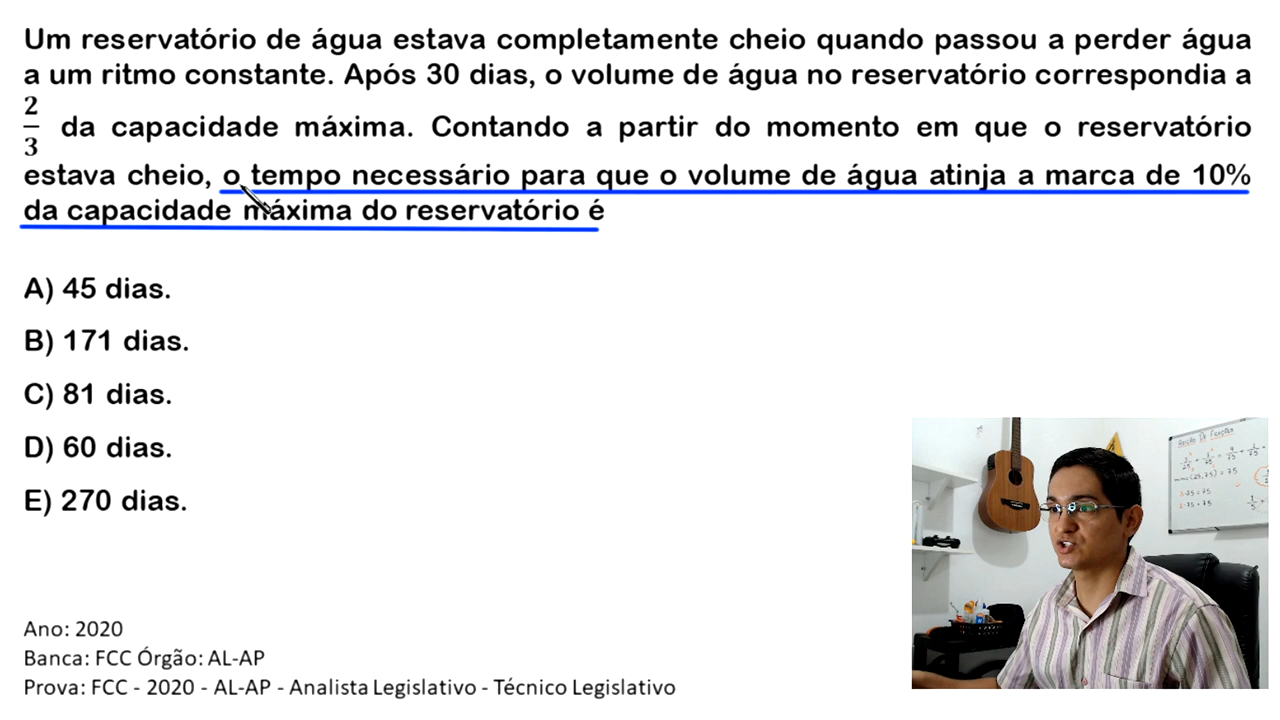 Um reservatório de água estava completamente cheio quando passou a perder água
a um ritmo constante. Após 30 dias, o volume de água no reservatório correspondia a
2/3 da capacidade máxima. Contando a partir do momento em que o reservatório
estava cheio, o tempo necessário para que o volume de água atinja a marca de 10%
da capacidade máxima do reservatório é
A) 45 dias.
B) 171 dias.
C) 81 dias.
D) 60 dias.
E) 270 dias.
Ano: 2020
Banca: FCC Órgão: AL-AP
Prova: FCC - 2020 - AL-AP - Analista Legislativo - Técnico Legislativo